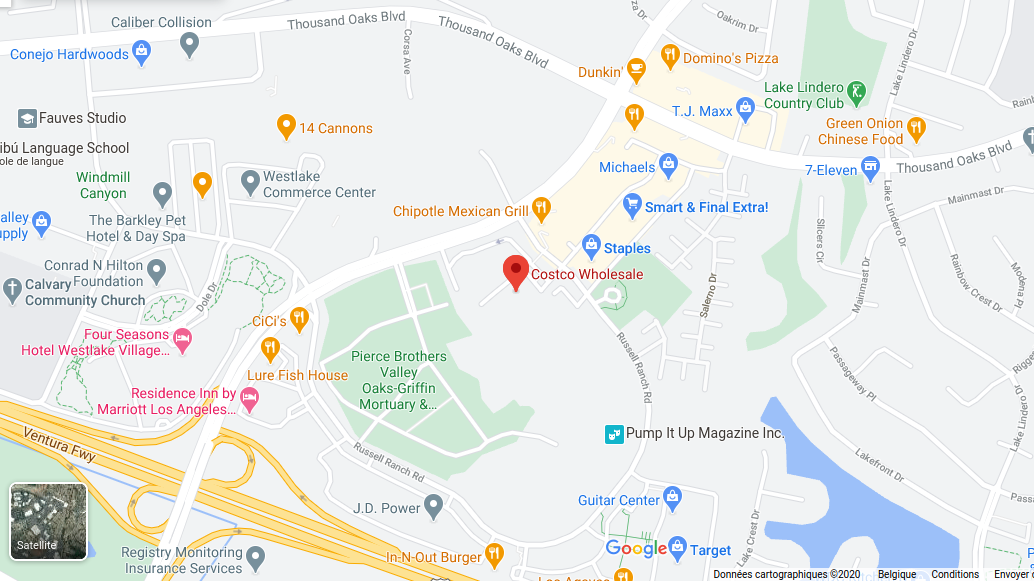 Caliber Collision
Thousand Oaks Blvd
Thousand Oaks Blvd
Oakrim Dr
Conejo Hardwoods
Corsa Ave
Dunkin'
Domino's Pizza
Lake Lindero Dr
Lake Lindero
Country Club
T.J. Maxx
Fauves Studio
14 Cannons
Green Onion
Chinese Food
ibú Language School
ole de langue
Michaels
7-Eleven
Thousand Oaks Blvd
Windmill
Canyon
Westlake
Commerce Center
Lake Lindero Dr
Mainmast Dr
The Barkley Pet
Hotel & Day Spa
alley
upply
Chipotle Mexican Grill
Smart & Final Extra!
Slicers Cir
Staples
Conrad N Hilton
Foundation
Calvary
Community Church
Costco Wholesale
Dole Dr
Salerno Dr
Mainmast Dr
Rainbow Crest Dr
Modena Pl
CiCi's
Four Seasons
Hotel Westlake Village...
Russell Ranch Rd
Pierce Brothers
Valley
Oaks-Griffin
Mortuary &...
Lure Fish House
Passageway Pl
Rigge
Residence Inn by
Marriott Los Angeles...
Lake Lindero Dr
Ventura Fwy
Pump It Up Magazine Inc.
Russell Ranch Rd
Lakefront Dr
Passa
Guitar Center
J.D. Power
Lake Crest Dr
Satellite
Registry Monitoring
Insurance Services
In-N-Out Burger
Google
Target
Los Agaves
Données cartographiques ©2020 Belgique Conditions Envoyer